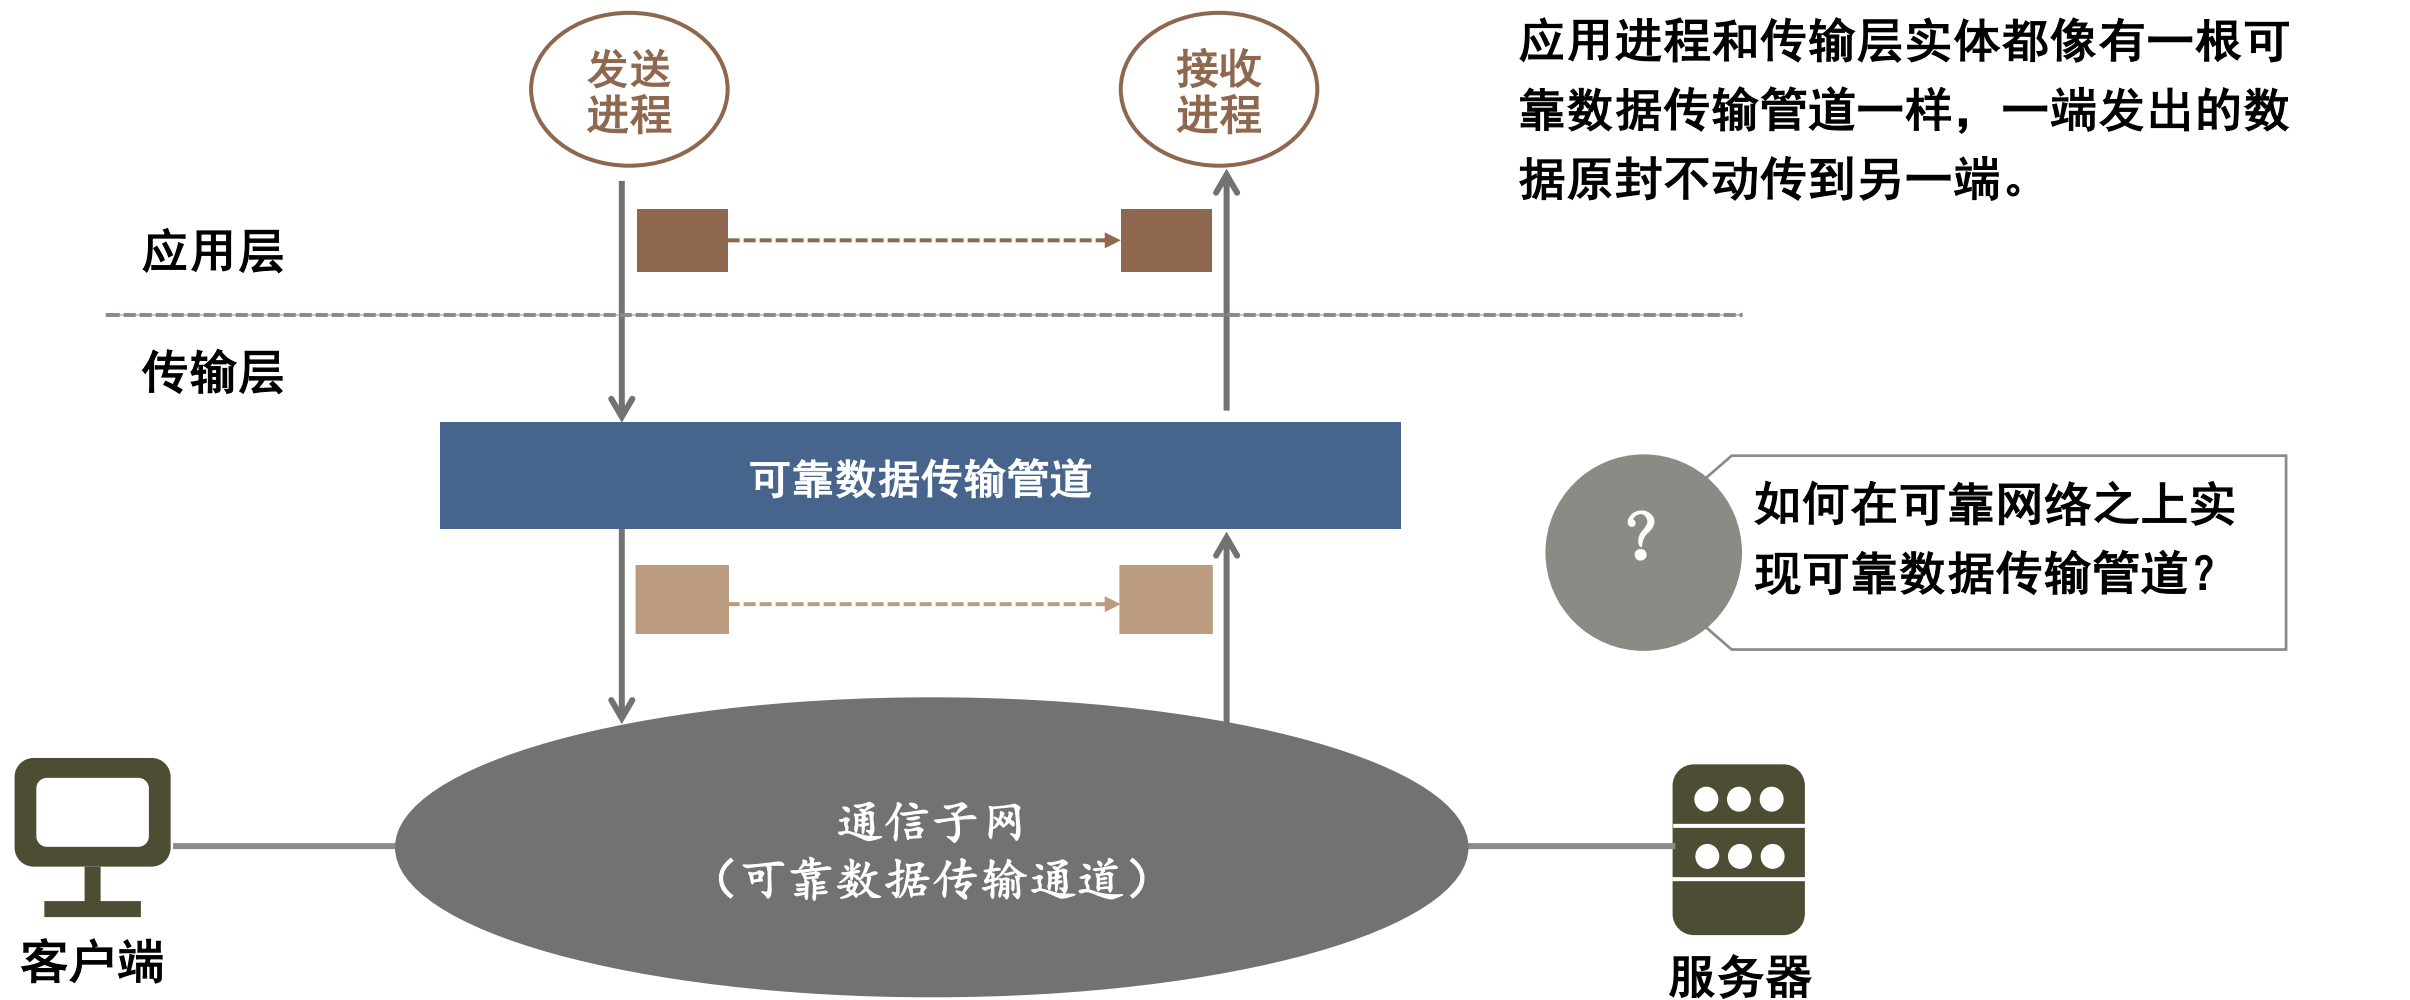 发送
进程
接收
进程
应用进程和传输层实体都像有一根可
靠数据传输管道一样，一端发出的数
据原封不动传到另一端。
应用层
传输层
可靠数据传输管道
?
如何在可靠网络之上实
现可靠数据传输管道?
通信子网
（可靠数据传输通道）
客户端
服务器